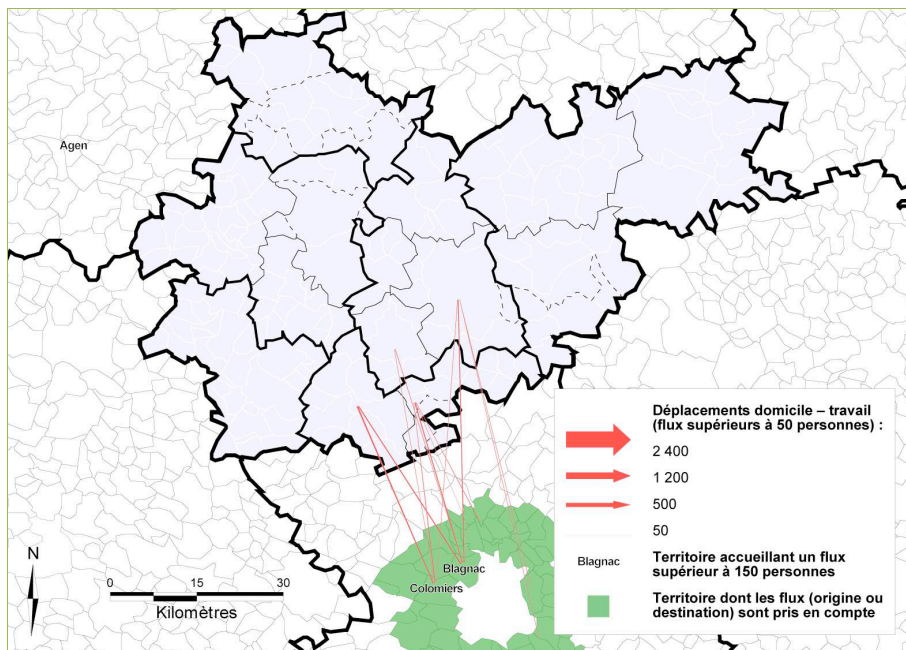 Agen
Blagnac
Colomiers
N
0 15 30
Kilomètres
Déplacements domicile – travail
(flux supérieurs à 50 personnes) :
2 400
1 200
500
50
Blagnac
Territoire accueillant un flux
supérieur à 150 personnes
Territoire dont les flux (origine ou
destination) sont pris en compte